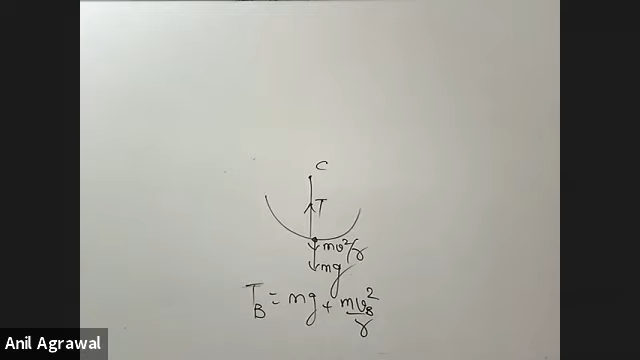 C
T
mv²/r
mg
T_B = mg + mv_B²/r
Anil Agrawal